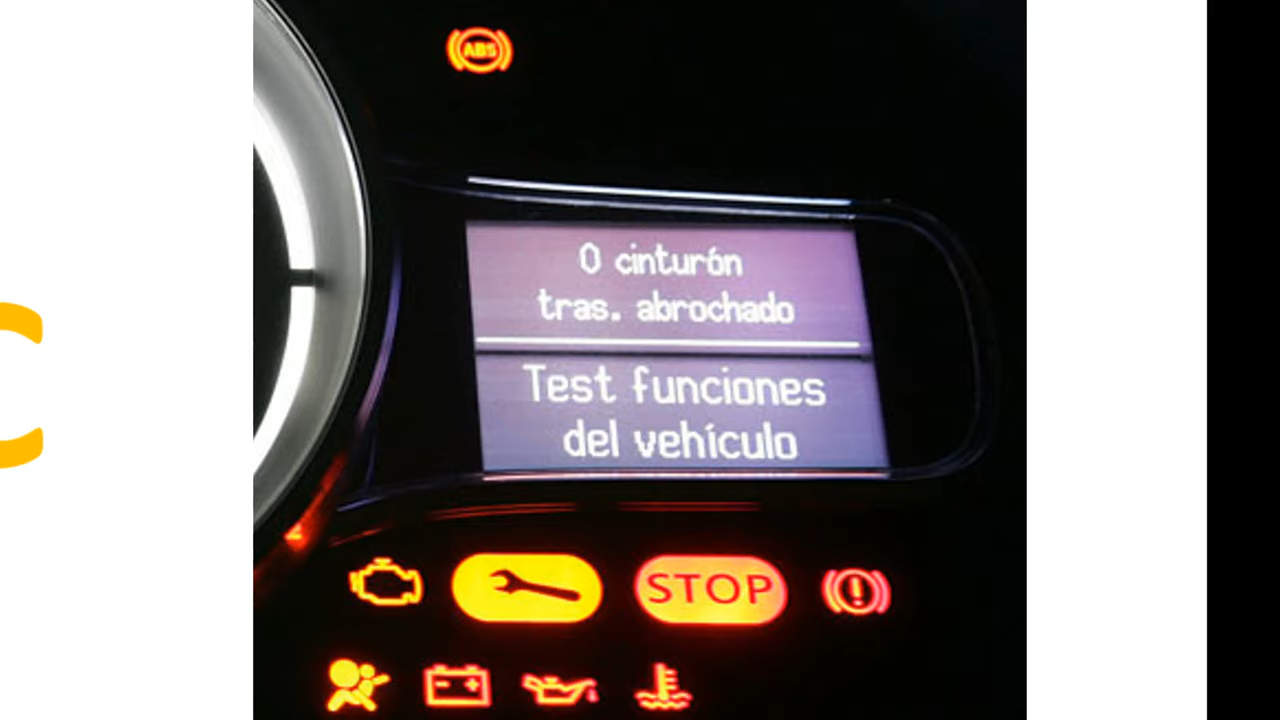 ABS
0 cinturón
tras. abrochado
Test funciones
del vehículo
STOP